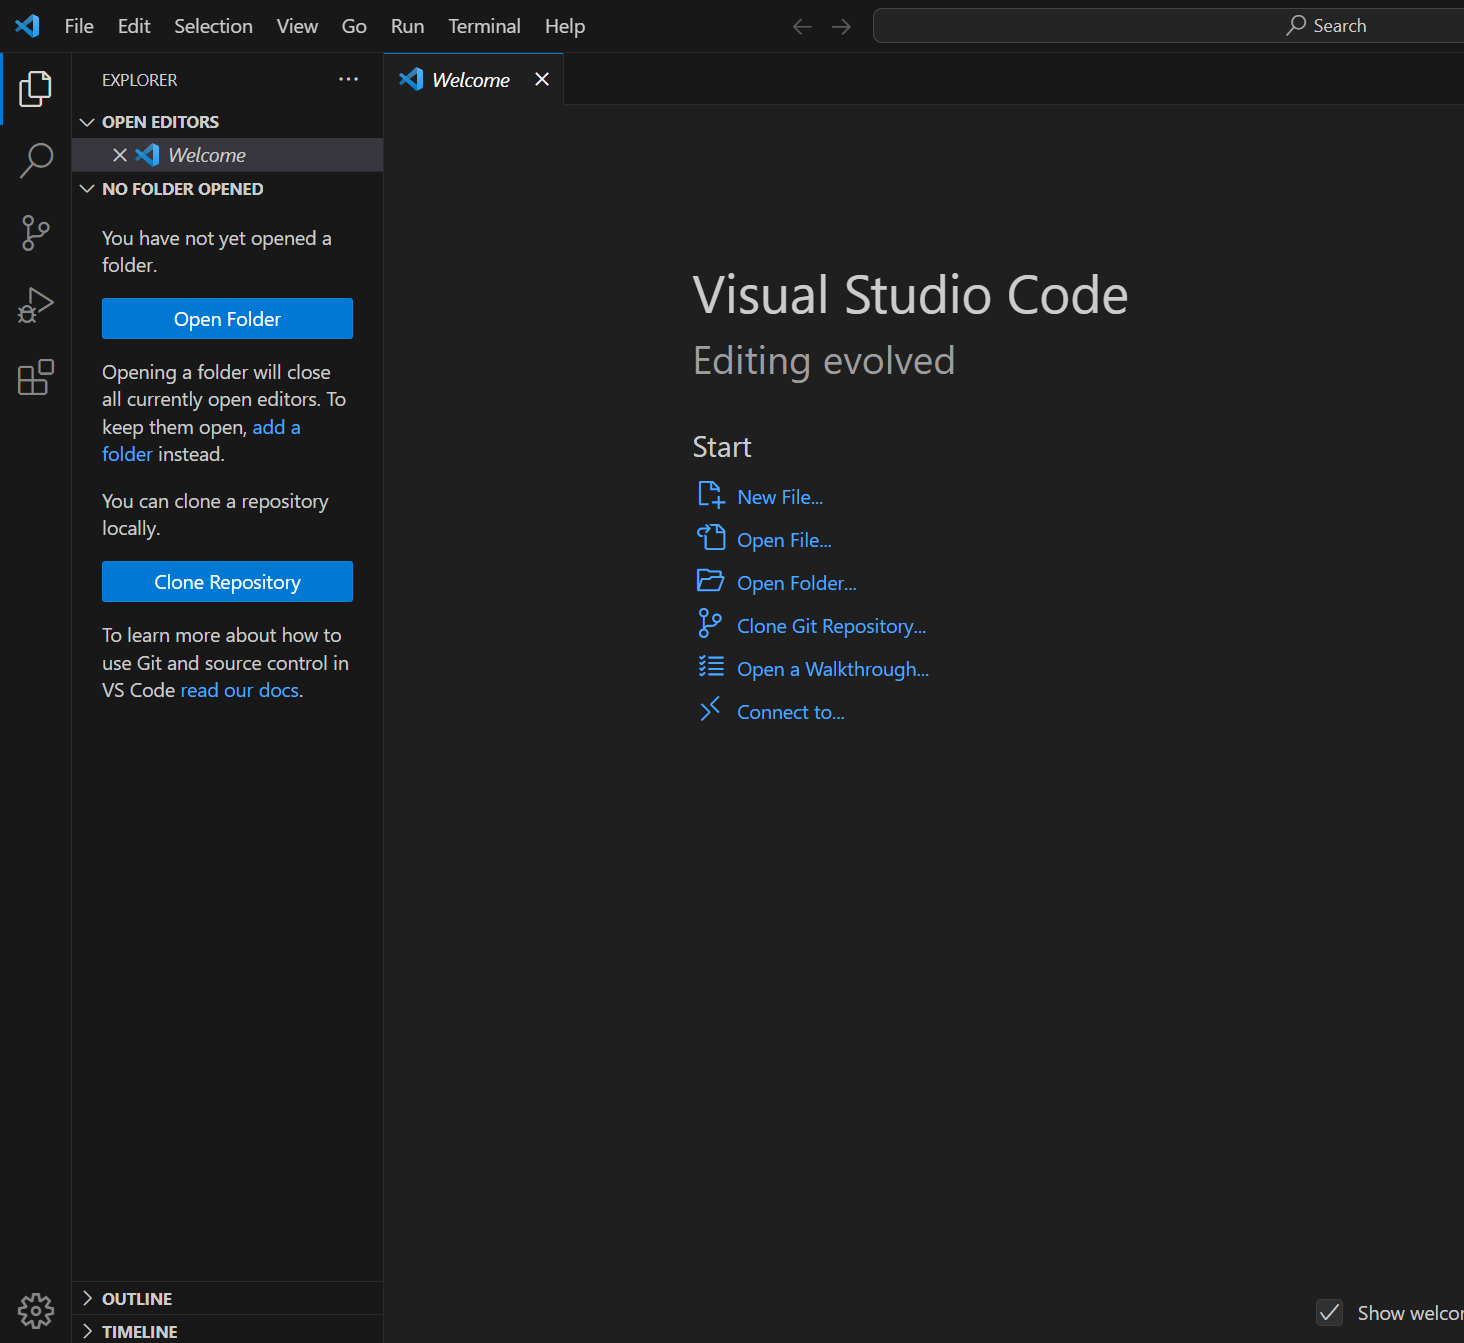 File Edit Selection View Go Run Terminal Help
Search
EXPLORER
Welcome
OPEN EDITORS
Welcome
NO FOLDER OPENED
You have not yet opened a
folder.
Open Folder
Opening a folder will close
all currently open editors. To
keep them open, add a
folder instead.
You can clone a repository
locally.
Clone Repository
To learn more about how to
use Git and source control in
VS Code read our docs.
OUTLINE
TIMELINE
Visual Studio Code
Editing evolved
Start
New File...
Open File...
Open Folder...
Clone Git Repository...
Open a Walkthrough...
Connect to...
Show